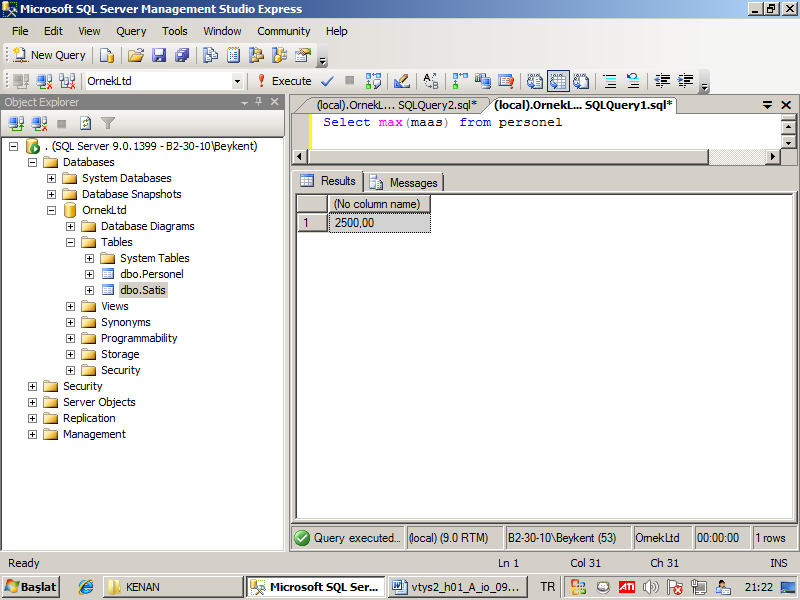 Microsoft SQL Server Management Studio Express
File Edit View Query Tools Window Community Help
New Query
OrnekLtd Execute
Object Explorer
. (SQL Server 9.0.1399 - B2-30-10\Beykent)
Databases
System Databases
Database Snapshots
OrnekLtd
Database Diagrams
Tables
System Tables
dbo.Personel
dbo.Satis
Views
Synonyms
Programmability
Storage
Security
Security
Server Objects
Replication
Management
(local).OrnekL... SQLQuery2.sql* (local).OrnekL... SQLQuery1.sql*
Select max(maas) from personel
Results Messages
(No column name)
1 2500,00
Query executed... (local) (9.0 RTM) B2-30-10\Beykent (53) OrnekLtd 00:00:00 1 rows
Ready Ln 1 Col 31 Ch 31 INS
Başlat KENAN Microsoft SQL Ser... vtys2_h01_A_io_09... TR ATI 21:22